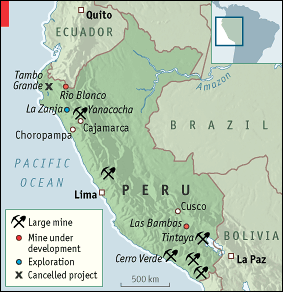 Quito
ECUADOR
Tambo
Grande
Río Blanco
La Zanja
Yanacocha
Cajamarca
Choropampa
Amazon
BRAZIL
PACIFIC
OCEAN
PERU
Lima
Cusco
Las Bambas
Tintaya
BOLIVIA
Cerro Verde
La Paz
Large mine
Mine under
development
Exploration
Cancelled project
500 km